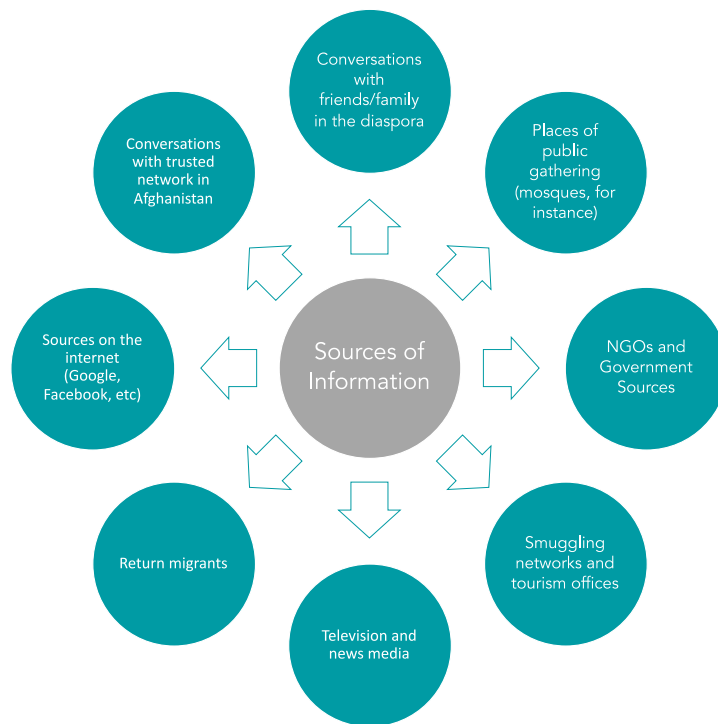 Conversations
with
friends/family
in the diaspora
Places of
public
gathering
(mosques, for
instance)
NGOs and
Government
Sources
Smuggling
networks and
tourism offices
Television and
news media
Return migrants
Sources on the
internet
(Google,
Facebook, etc)
Conversations
with trusted
network in
Afghanistan
Sources of
Information